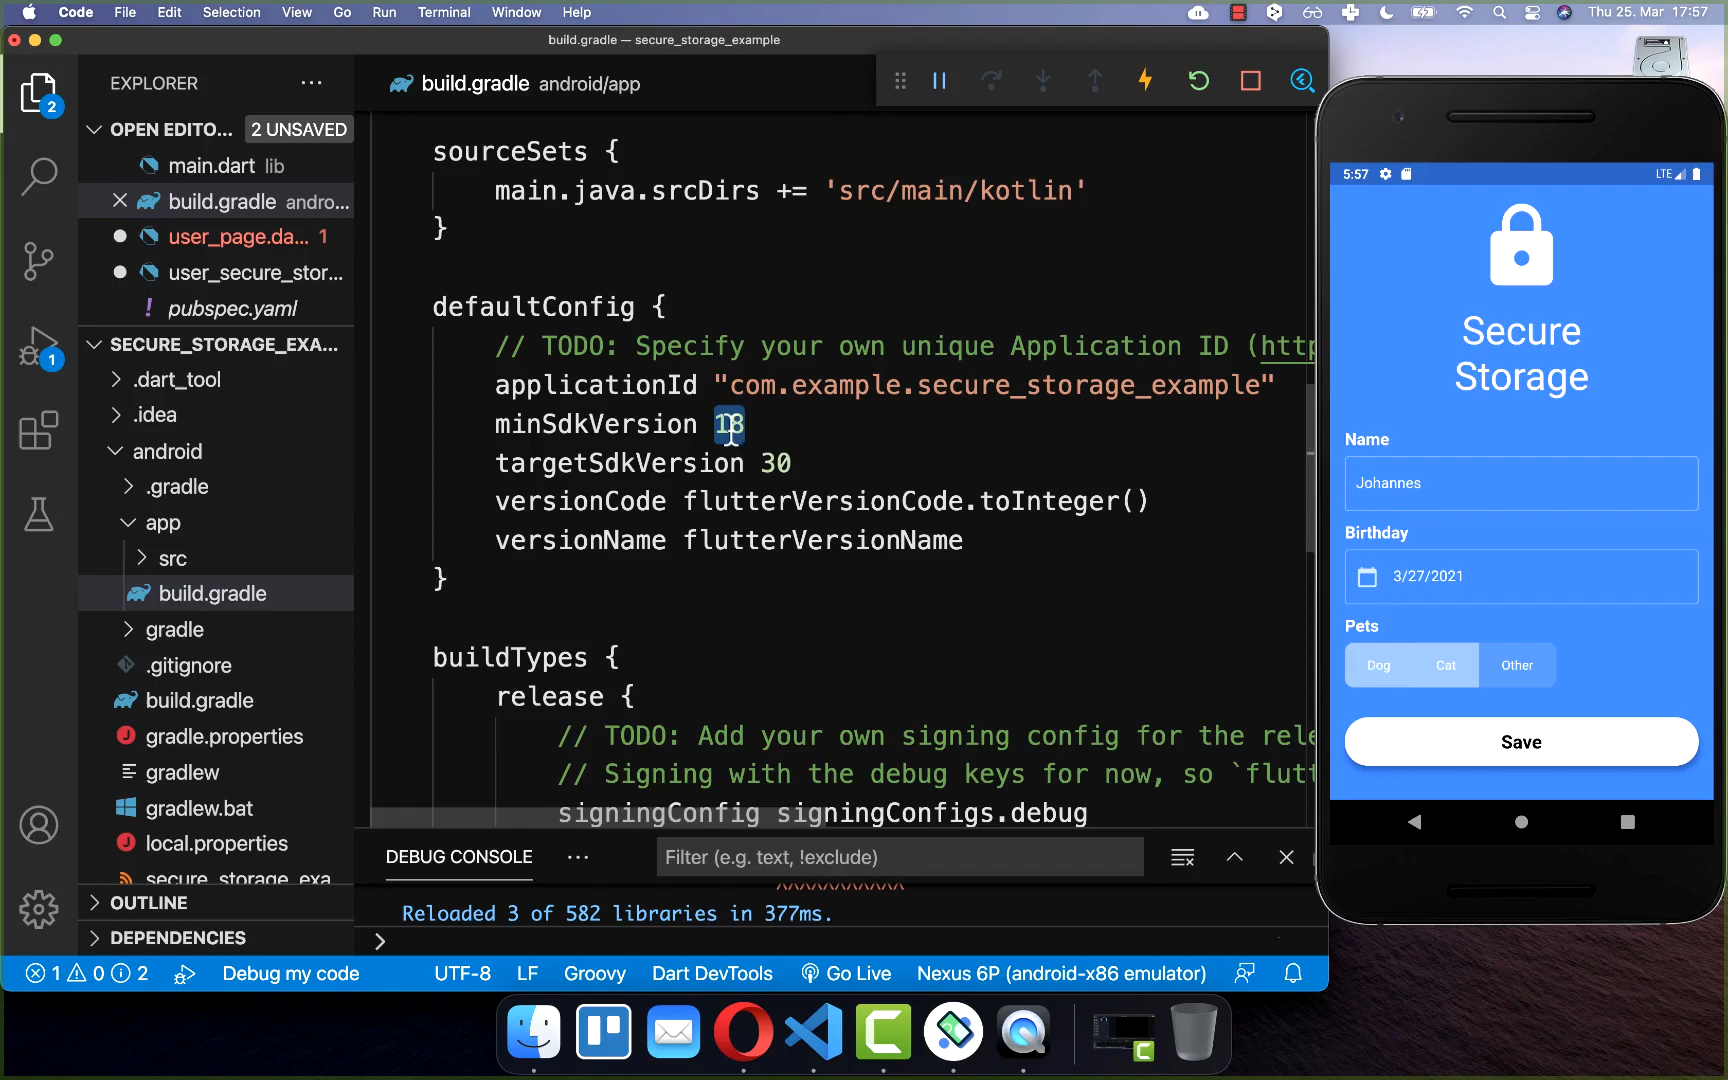 Code File Edit Selection View Go Run Terminal Window Help Thu 25. Mar 17:57
build.gradle — secure_storage_example
EXPLORER
2
OPEN EDITO... 2 UNSAVED
main.dart lib
build.gradle andro...
user_page.da... 1
user_secure_stor...
! pubspec.yaml
SECURE_STORAGE_EXA...
.dart_tool
.idea
android
.gradle
app
src
build.gradle
gradle
.gitignore
build.gradle
gradle.properties
gradlew
gradlew.bat
local.properties
secure_storage_exa
OUTLINE
DEPENDENCIES
1
build.gradle android/app
sourceSets {
main.java.srcDirs += 'src/main/kotlin'
}
defaultConfig {
// TODO: Specify your own unique Application ID (http
applicationId "com.example.secure_storage_example"
minSdkVersion 18
targetSdkVersion 30
versionCode flutterVersionCode.toInteger()
versionName flutterVersionName
}
buildTypes {
release {
// TODO: Add your own signing config for the rele
// Signing with the debug keys for now, so `flutt
signingConfig signingConfigs.debug
DEBUG CONSOLE
Filter (e.g. text, !exclude)
^^^^^^^^^^^^
Reloaded 3 of 582 libraries in 377ms.
>
1 0 2 Debug my code UTF-8 LF Groovy Dart DevTools Go Live Nexus 6P (android-x86 emulator)
5:57 LTE
Secure
Storage
Name
Johannes
Birthday
3/27/2021
Pets
Dog Cat Other
Save